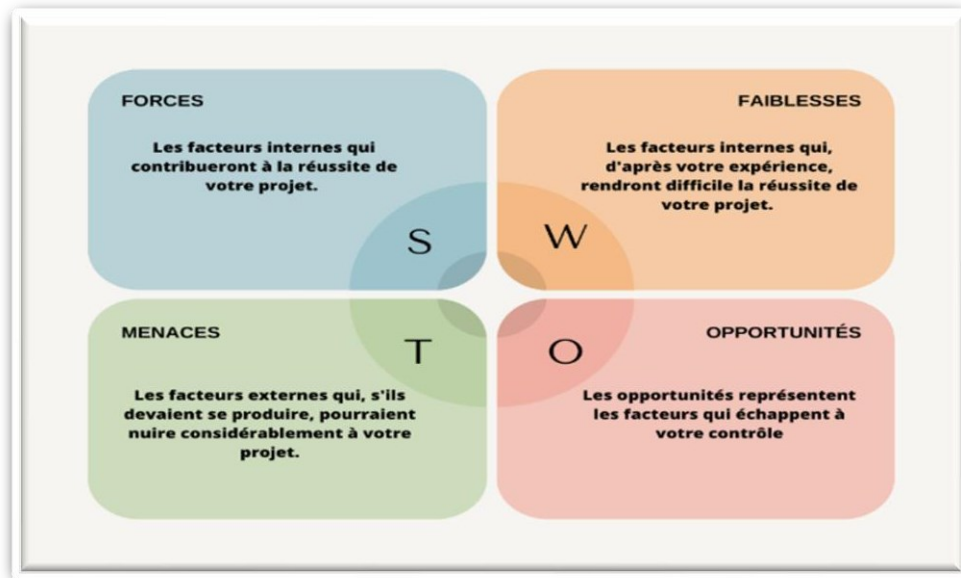 FORCES
Les facteurs internes qui
contribueront à la réussite de
votre projet.
S
FAIBLESSES
Les facteurs internes qui,
d'après votre expérience,
rendront difficile la réussite de
votre projet.
W
MENACES
T
Les facteurs externes qui, s'ils
devaient se produire, pourraient
nuire considérablement à votre
projet.
OPPORTUNITÉS
O
Les opportunités représentent
les facteurs qui échappent à
votre contrôle